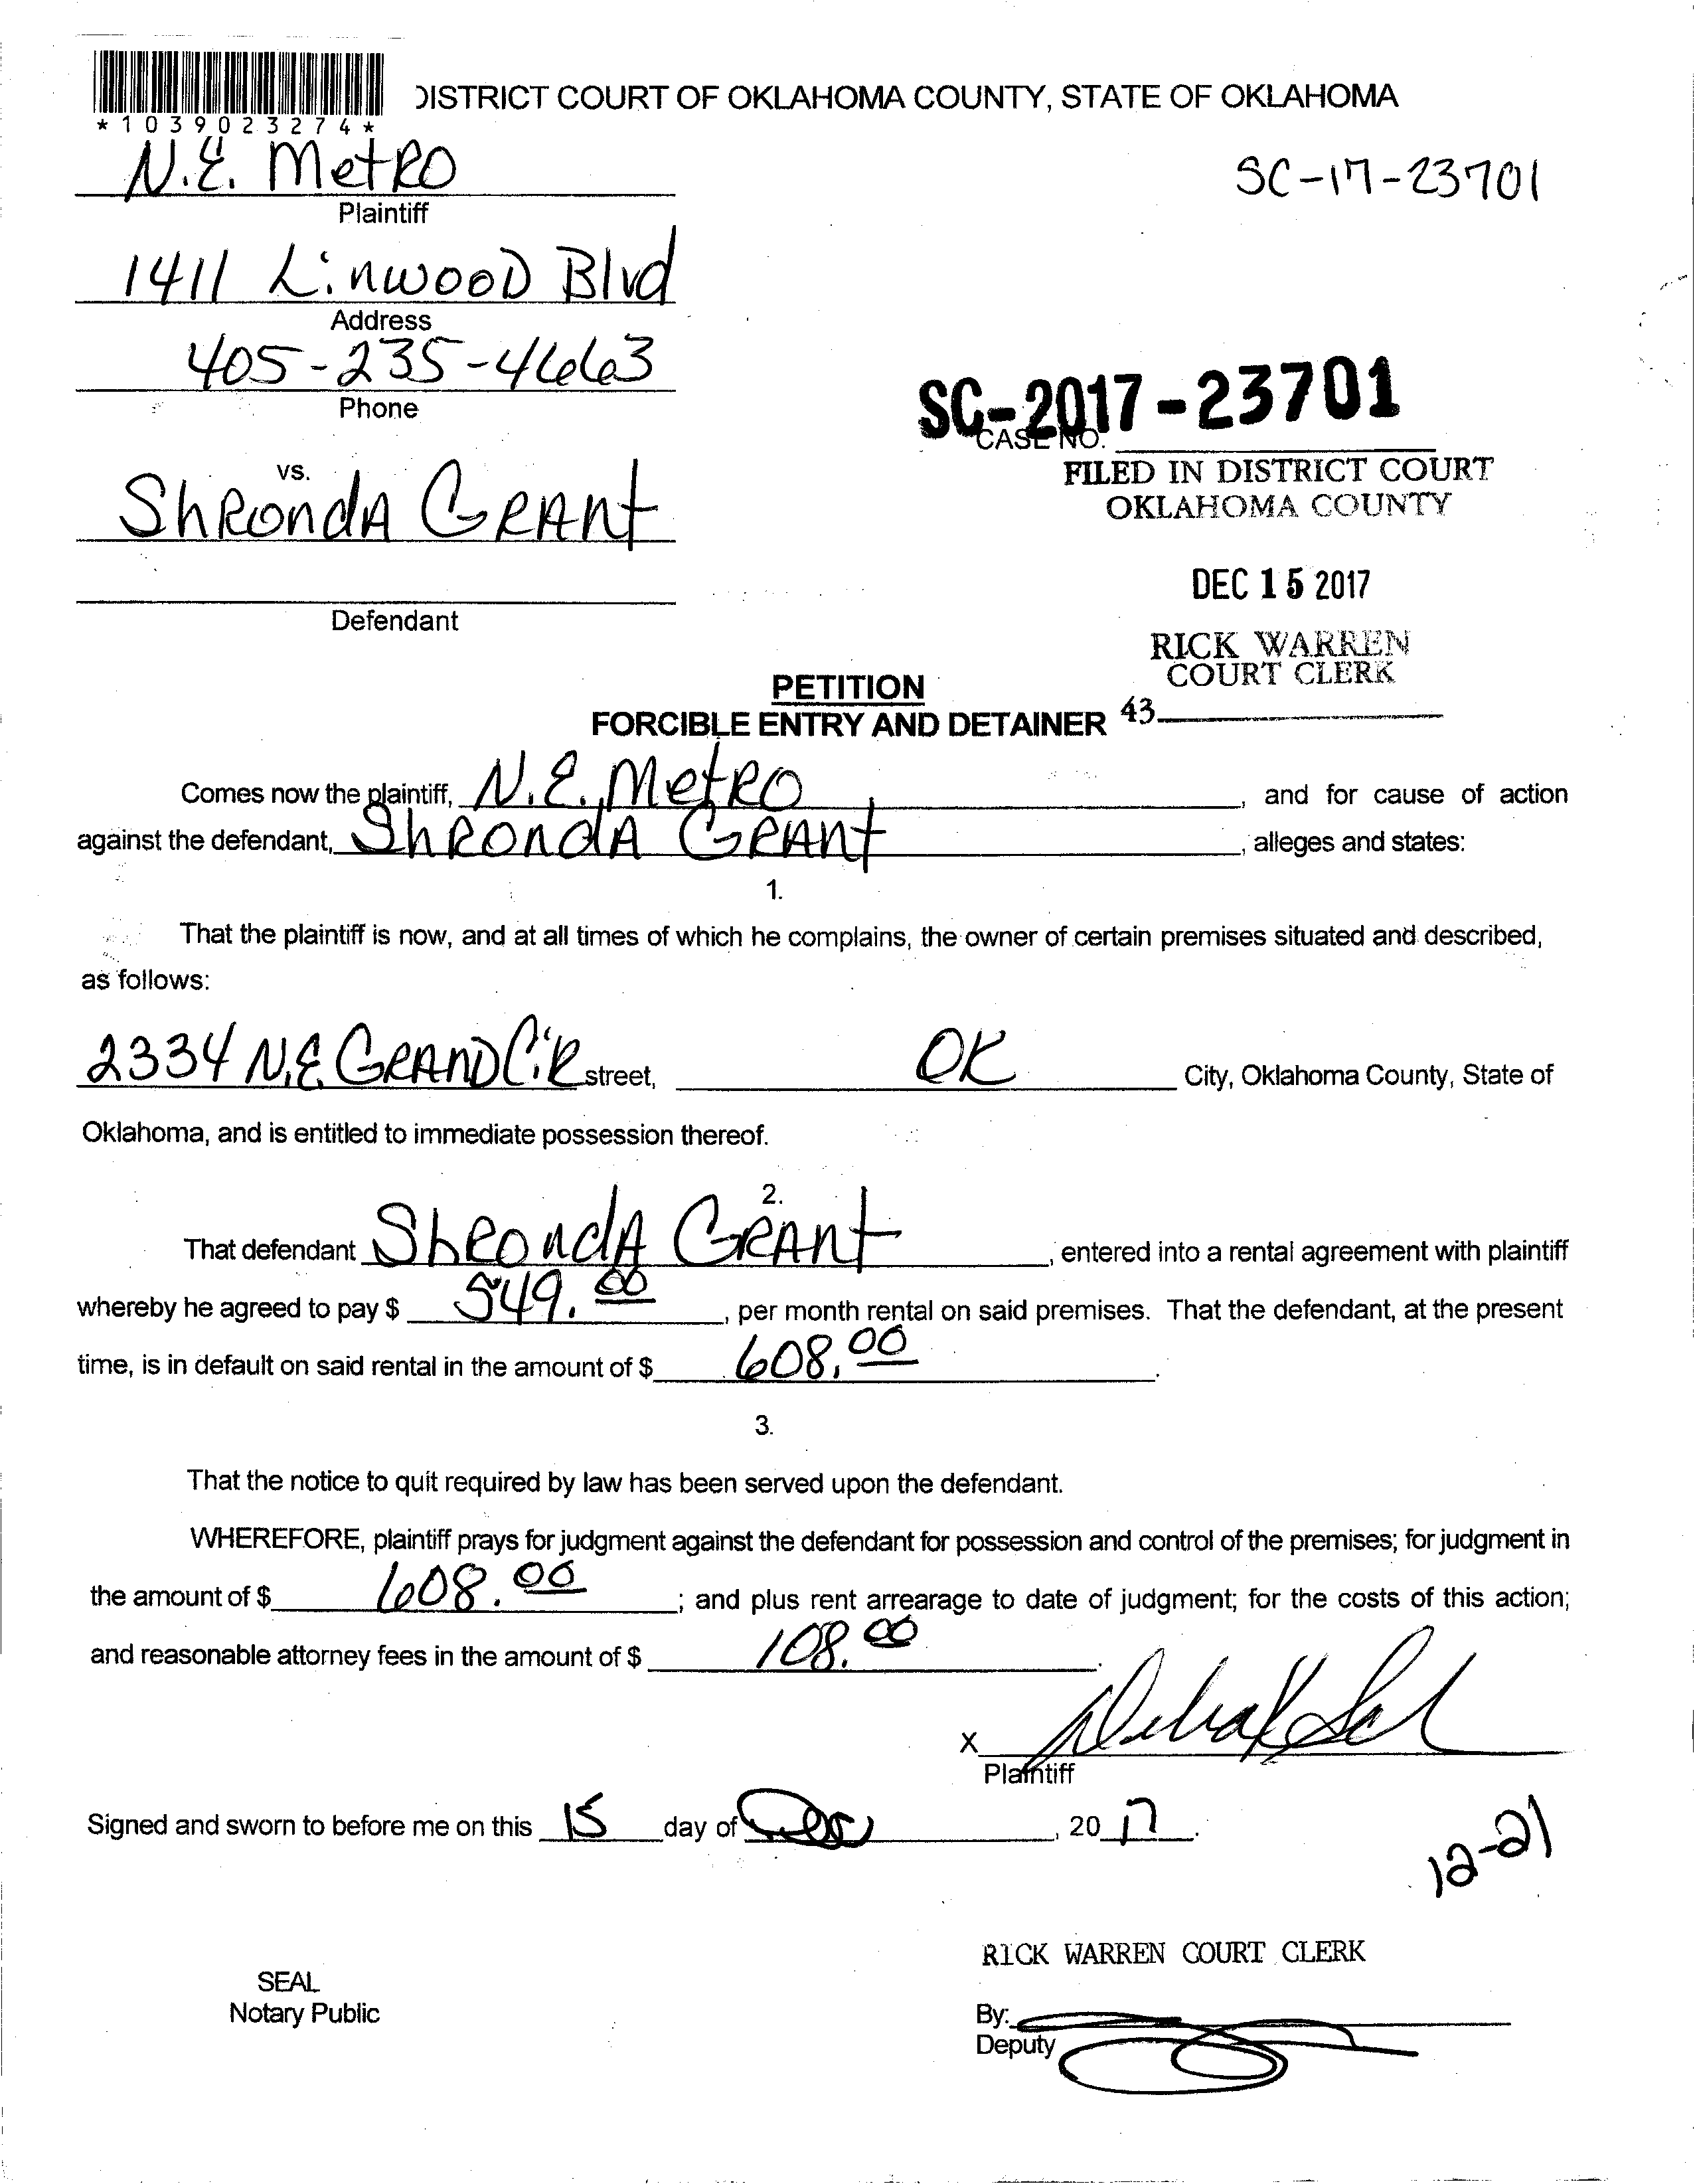 DISTRICT COURT OF OKLAHOMA COUNTY, STATE OF OKLAHOMA
*1039023274*
N.E. MetRO
SC-17-23701
Plaintiff
1411 LinwooD Blvd
Address
405-235-4663
Phone
SC-2017-23701
CASE NO.
vs.
FILED IN DISTRICT COURT
OKLAHOMA COUNTY
ShRondA GRAnt
DEC 15 2017
Defendant
RICK WARREN
COURT CLERK
PETITION
FORCIBLE ENTRY AND DETAINER
43
Comes now the plaintiff, N.E. MetRO, and for cause of action
against the defendant, ShRondA GRAnt, alleges and states:
1.
That the plaintiff is now, and at all times of which he complains, the owner of certain premises situated and described,
as follows:
2334 N.E GRAND CiR street, OK City, Oklahoma County, State of
Oklahoma, and is entitled to immediate possession thereof.
2.
That defendant ShRondA GRAnt, entered into a rental agreement with plaintiff
whereby he agreed to pay $ 549.00, per month rental on said premises. That the defendant, at the present
time, is in default on said rental in the amount of $ 608.00.
3.
That the notice to quit required by law has been served upon the defendant.
WHEREFORE, plaintiff prays for judgment against the defendant for possession and control of the premises; for judgment in
the amount of $ 608.00; and plus rent arrearage to date of judgment; for the costs of this action;
and reasonable attorney fees in the amount of $ 108.00.
X
Plaintiff
Signed and sworn to before me on this 15 day of Dec, 2017.
12-21
RICK WARREN COURT CLERK
SEAL
Notary Public
By:
Deputy